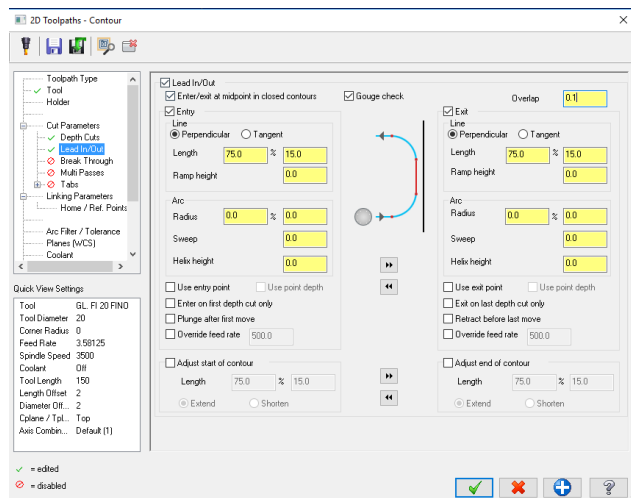 2D Toolpaths - Contour
Toolpath Type
Tool
Holder
Cut Parameters
Depth Cuts
Lead In/Out
Break Through
Multi Passes
Tabs
Linking Parameters
Home / Ref. Points
Arc Filter / Tolerance
Planes (WCS)
Coolant
Quick View Settings
Tool GL. FI 20 FINO
Tool Diameter 20
Corner Radius 0
Feed Rate 3.58125
Spindle Speed 3500
Coolant Off
Tool Length 150
Length Offset 2
Diameter Off... 2
Cplane / Tpl... Top
Axis Combin... Default (1)
= edited
= disabled
Lead In/Out
Enter/exit at midpoint in closed contours Gouge check Overlap 0.1
Entry
Line
Perpendicular Tangent
Length 75.0 % 15.0
Ramp height 0.0
Arc
Radius 0.0 % 0.0
Sweep 0.0
Helix height 0.0
Use entry point Use point depth
Enter on first depth cut only
Plunge after first move
Override feed rate 500.0
Adjust start of contour
Length 75.0 % 15.0
Extend Shorten
Exit
Line
Perpendicular Tangent
Length 75.0 % 15.0
Ramp height 0.0
Arc
Radius 0.0 % 0.0
Sweep 0.0
Helix height 0.0
Use exit point Use point depth
Exit on last depth cut only
Retract before last move
Override feed rate 500.0
Adjust end of contour
Length 75.0 % 15.0
Extend Shorten